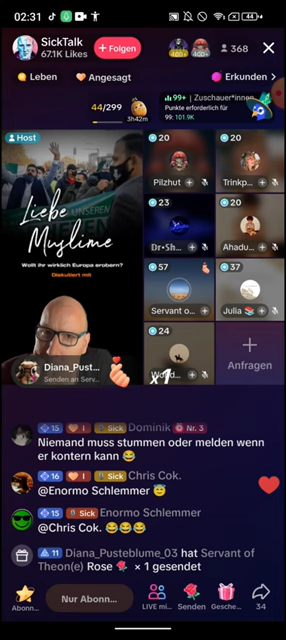 02:31
44
SickTalk
67.1K Likes
+ Folgen
400+
400+
368
Leben
Angesagt
Erkunden >
44/299
3h42m
99+ | Zuschauer*innen
Punkte erforderlich für
99: 101.9K
Host
Liebe
Muslime
Wollt ihr wirklich Europa erobern?
Diskutiert mit
20
Pilzhut
20
Trinkp...
23
Dr•Sh...
20
Ahadu...
57
Servant o...
37
Julia
24
x1
Anfragen
Diana_Pust...
Senden an Serv...
15 I Sick Dominik Nr. 3
Niemand muss stummen oder melden wenn
er kontern kann 😂
16 I Sick Chris Cok.
@Enormo Schlemmer 😇
15 Sick Enormo Schlemmer
@Chris Cok. 😂😂😂
11 Diana_Pusteblume_03 hat Servant of
Theon(e) Rose 🌹 × 1 gesendet
Abonn...
Nur Abonn...
LIVE mi...
Senden
Gesche...
34